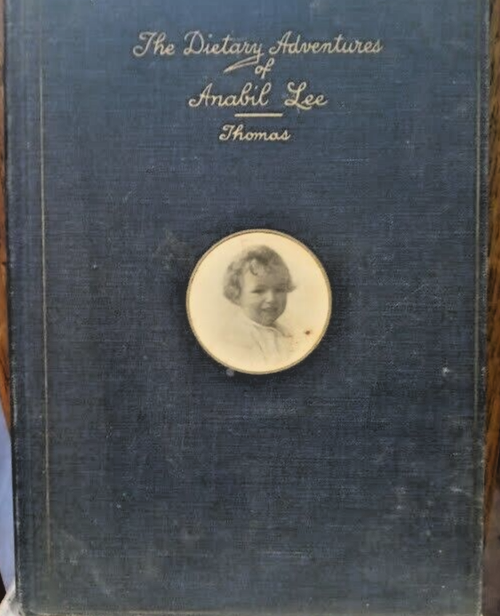 The Dietary Adventures
of
Anabil Lee
Thomas